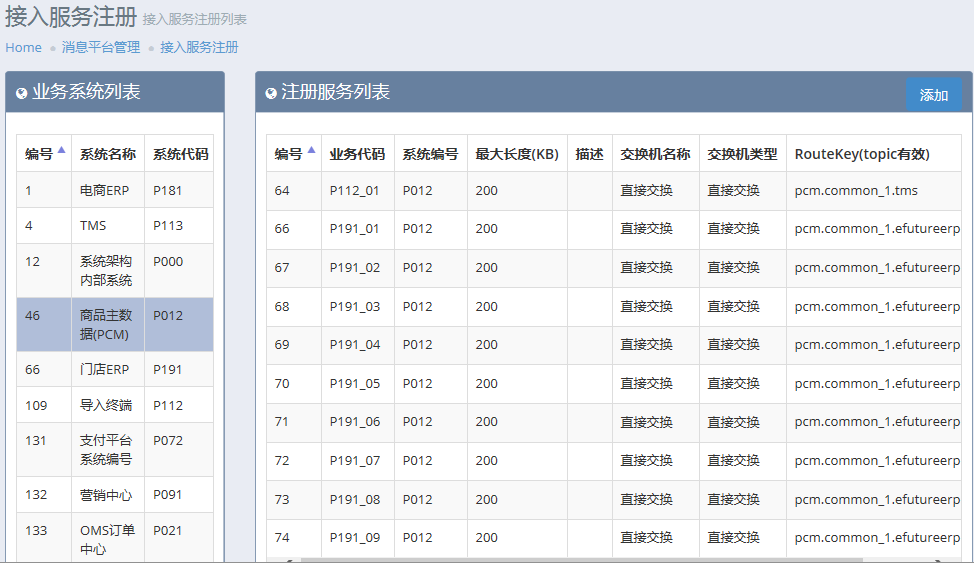 接入服务注册 接入服务注册列表
Home 消息平台管理 接入服务注册
业务系统列表
编号 系统名称 系统代码
1 电商ERP P181
4 TMS P113
12 系统架构 P000
内部系统
46 商品主数 P012
据(PCM)
66 门店ERP P191
109 导入终端 P112
131 支付平台 P072
系统编号
132 营销中心 P091
133 OMS订单 P021
中心
注册服务列表 添加
编号 业务代码 系统编号 最大长度(KB) 描述 交换机名称 交换机类型 RouteKey(topic有效)
64 P112_01 P012 200 直接交换 直接交换 pcm.common_1.tms
66 P191_01 P012 200 直接交换 直接交换 pcm.common_1.efutureerp
67 P191_02 P012 200 直接交换 直接交换 pcm.common_1.efutureerp
68 P191_03 P012 200 直接交换 直接交换 pcm.common_1.efutureerp
69 P191_04 P012 200 直接交换 直接交换 pcm.common_1.efutureerp
70 P191_05 P012 200 直接交换 直接交换 pcm.common_1.efutureerp
71 P191_06 P012 200 直接交换 直接交换 pcm.common_1.efutureerp
72 P191_07 P012 200 直接交换 直接交换 pcm.common_1.efutureerp
73 P191_08 P012 200 直接交换 直接交换 pcm.common_1.efutureerp
74 P191_09 P012 200 直接交换 直接交换 pcm.common_1.efutureerp